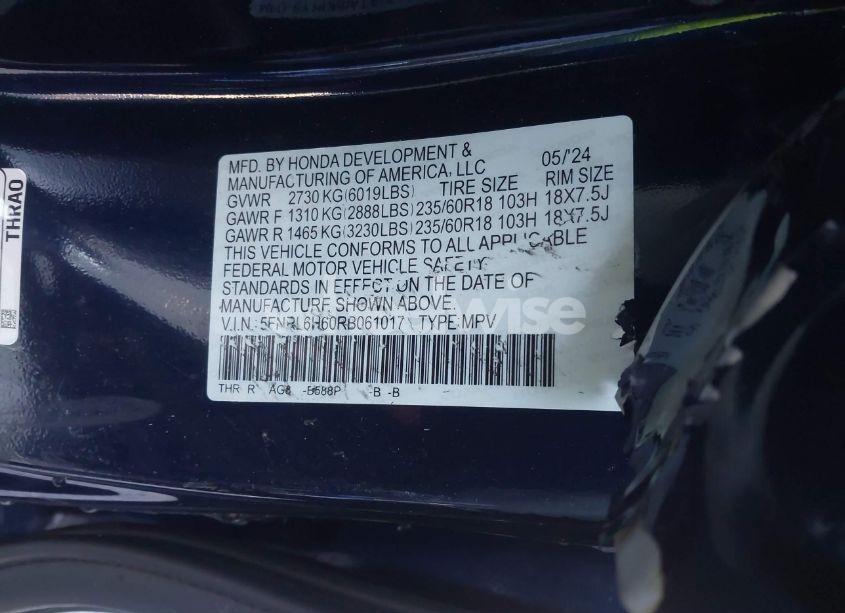 MFD. BY HONDA DEVELOPMENT & 05/'24
MANUFACTURING OF AMERICA, LLC
GVWR 2730 KG(6019LBS) TIRE SIZE RIM SIZE
GAWR F 1310 KG(2888LBS) 235/60R18 103H 18X7.5J
GAWR R 1465 KG(3230LBS) 235/60R18 103H 18X7.5J
THIS VEHICLE CONFORMS TO ALL APPLICABLE
FEDERAL MOTOR VEHICLE SAFETY
STANDARDS IN EFFECT ON THE DATE OF
MANUFACTURE SHOWN ABOVE.
V.I.N. 5FNRL6H60RB061017 TYPE:MPV
THR R AG8 -B588P B -B
THRA0